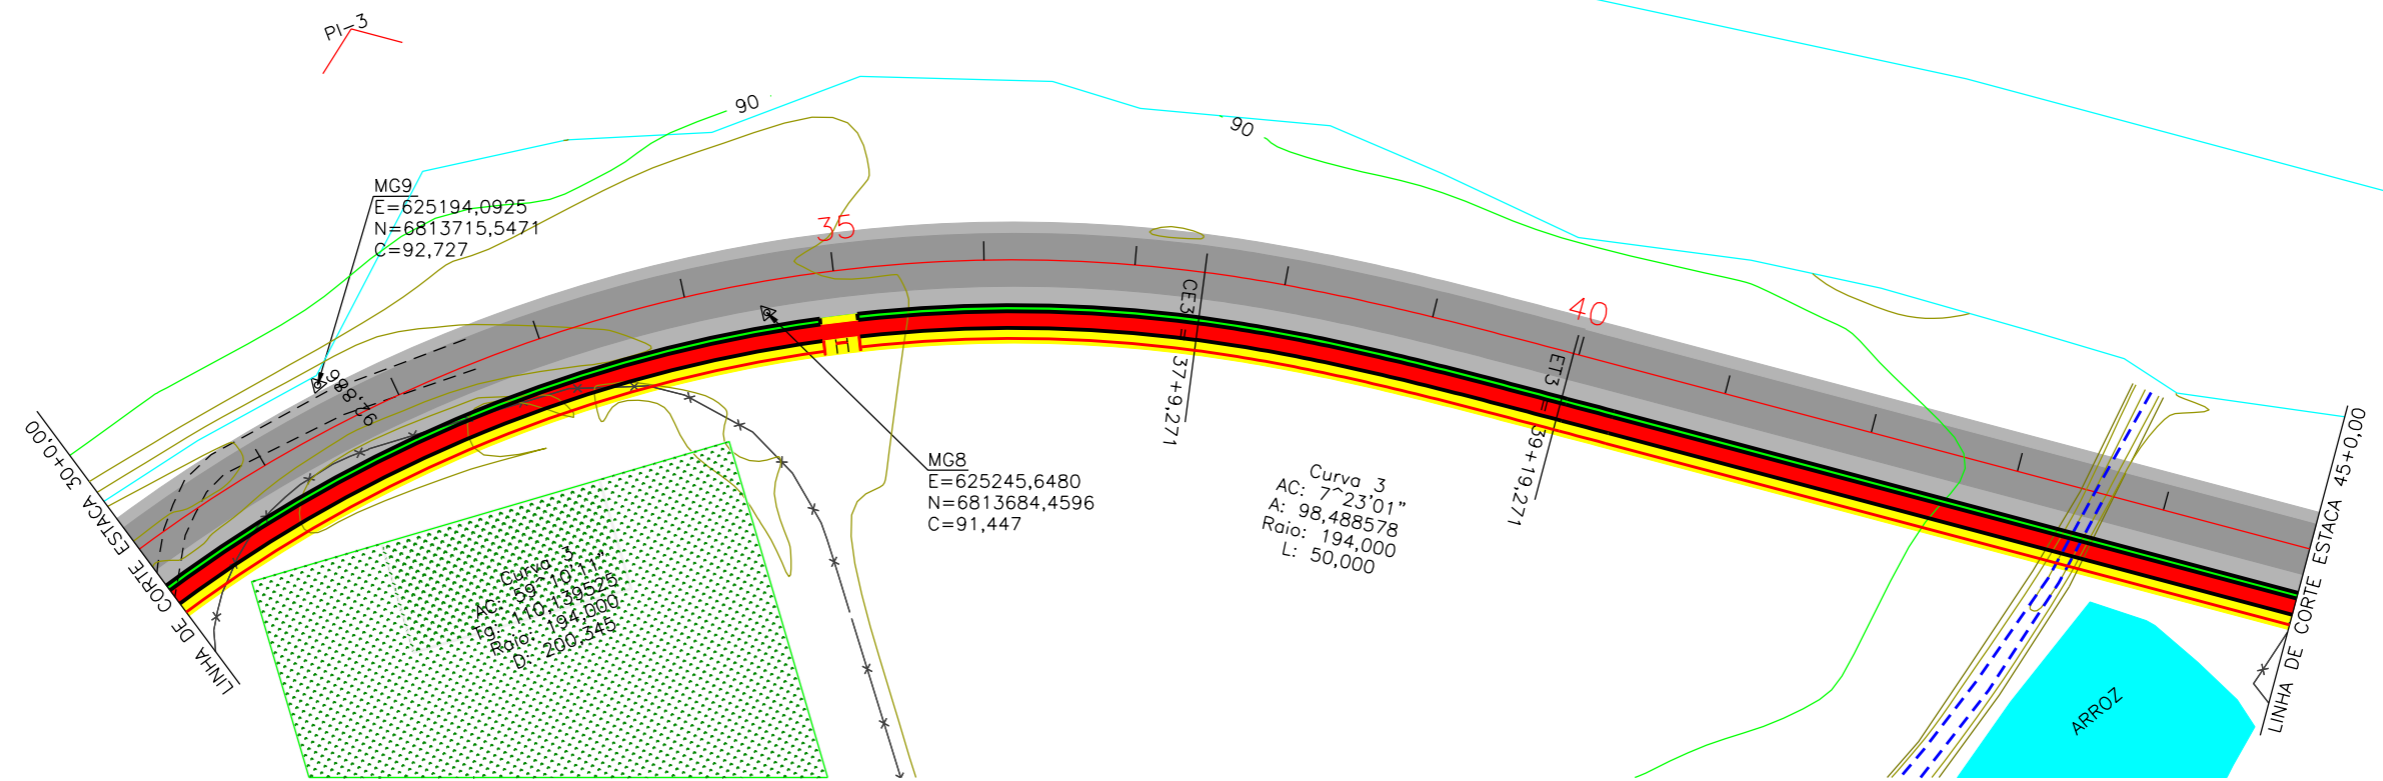 PI-3
90
90
MG9
E=625194,0925
N=6813715,5471
C=92,727
35
40
CE3 = 37+9,271
ET3 = 39+19,271
92,886
H
MG8
E=625245,6480
N=6813684,4596
C=91,447
Curva 3
AC: 7^23'01"
A: 98,488578
Raio: 194,000
L: 50,000
Curva 3
AC: 59^10'11"
Tg: 110,139525
Raio: 194,000
D: 200,345
LINHA DE CORTE ESTACA 30+0,00
LINHA DE CORTE ESTACA 45+0,00
ARROZ